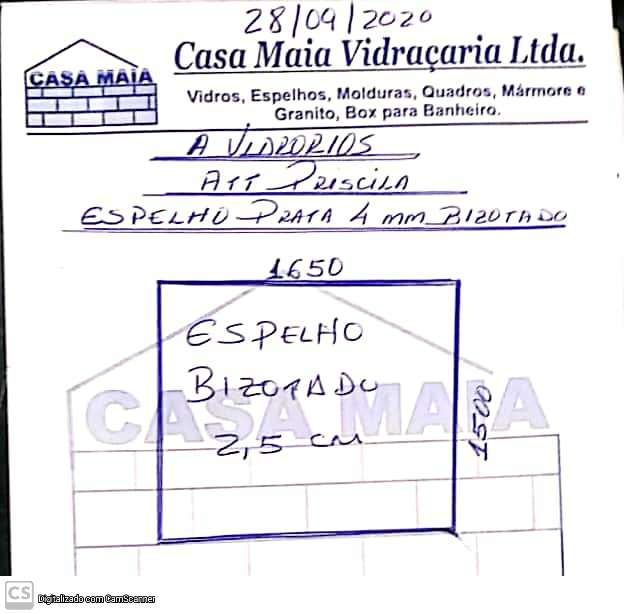 28/09/2020
CASA MAIA
Casa Maia Vidraçaria Ltda.
Vidros, Espelhos, Molduras, Quadros, Mármore e
Granito, Box para Banheiro.
A VIDRORIOS
ATT PRISCILA
ESPELHO PRATA 4 mm BIZOTADO
1650
ESPELHO
BIZOTADO
2,5 cm
1500
CASA MAIA
CS Digitalizado com CamScanner